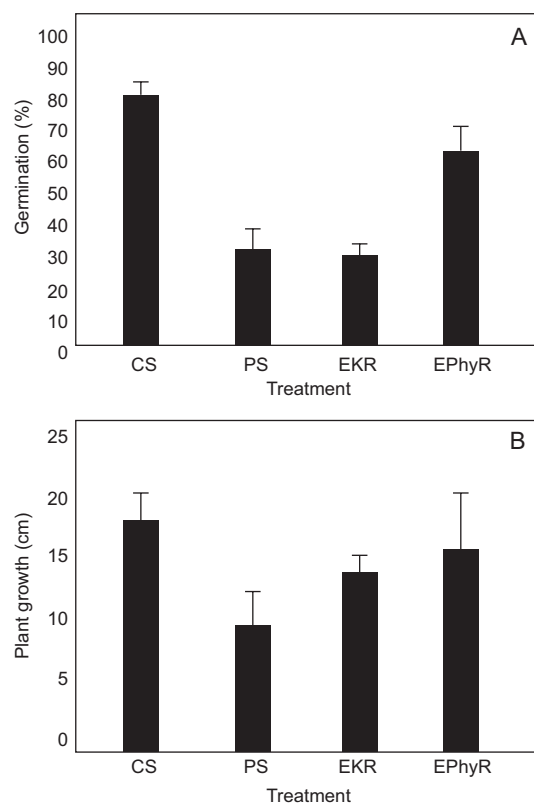 A
100
90
80
70
60
50
40
30
20
10
0
Germination (%)
CS PS EKR EPhyR
Treatment
B
25
20
15
10
5
0
Plant growth (cm)
CS PS EKR EPhyR
Treatment